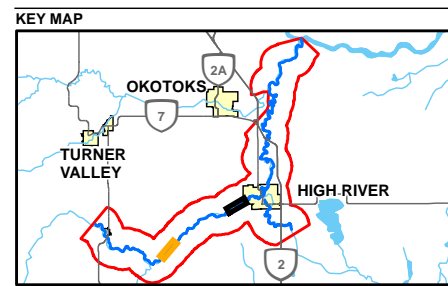 KEY MAP
2A
OKOTOKS
7
TURNER
VALLEY
HIGH RIVER
2